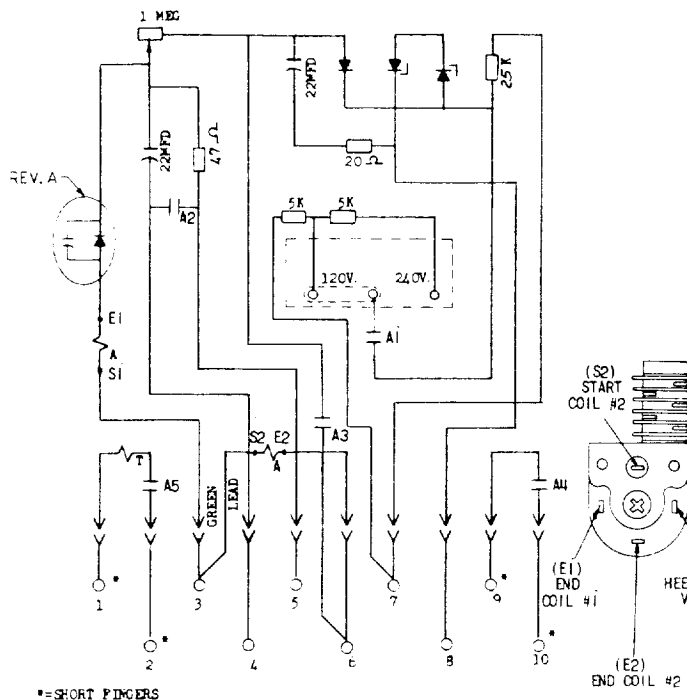 1 MEG
22MFD
47Ω
22MFD
20Ω
25K
REV. A
A2
5K
5K
120V.
240V.
A1
E1
A
S1
A3
S2
E2
A
T
A5
GREEN
LEAD
A4
1
*
2
*
3
4
5
6
7
8
9
*
10
*
*=SHORT FINGERS
(S2)
START
COIL #2
(E1)
END
COIL #1
HEE
V
(E2)
END COIL #2